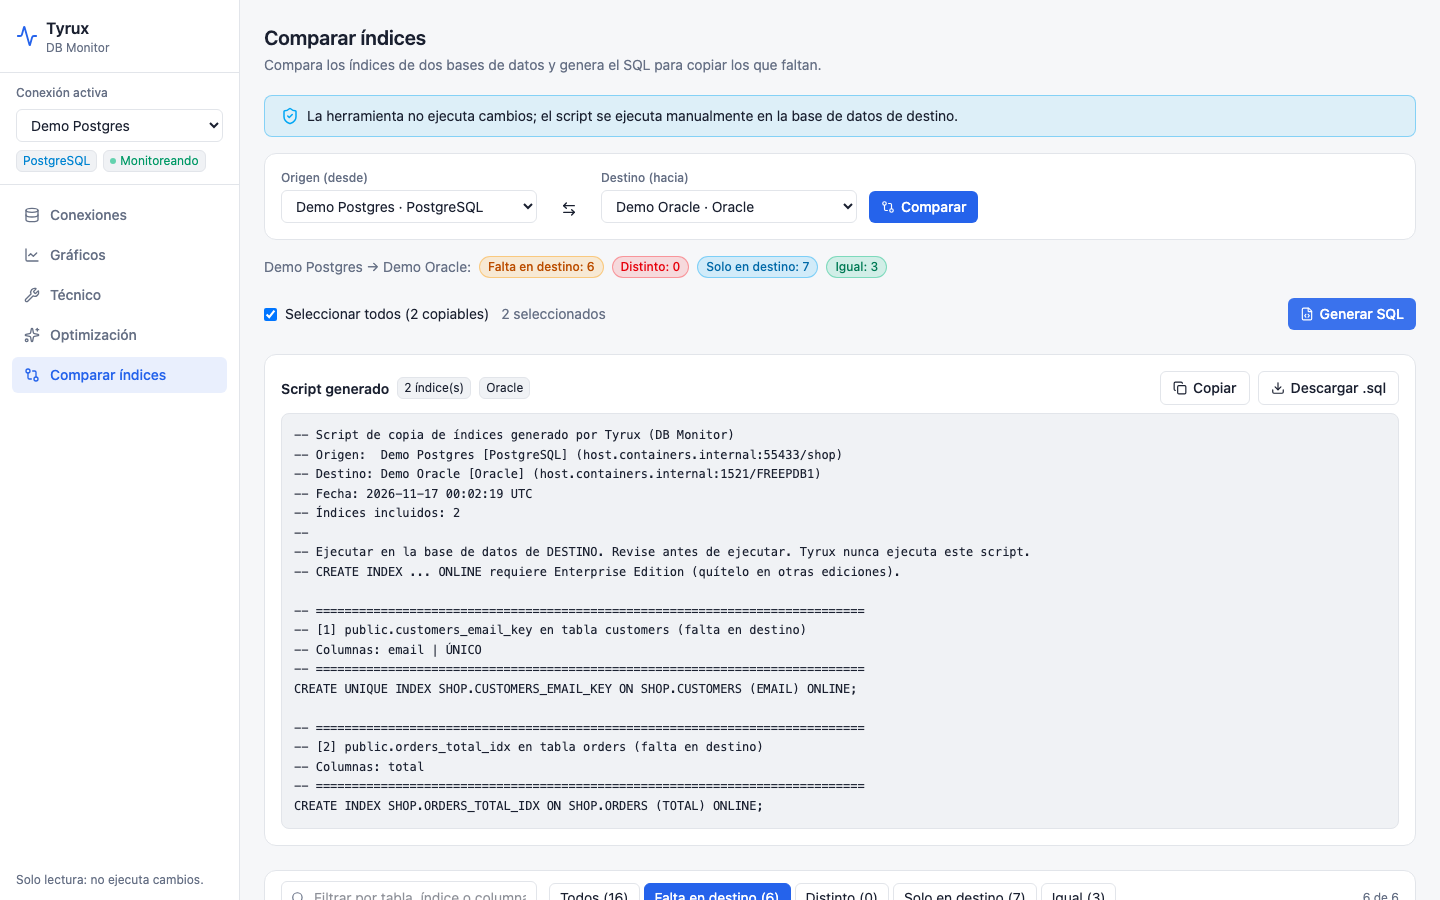 Tyrux
DB Monitor
Conexión activa
Demo Postgres
PostgreSQL
Monitoreando
Conexiones
Gráficos
Técnico
Optimización
Comparar índices
Solo lectura: no ejecuta cambios.
Comparar índices
Compara los índices de dos bases de datos y genera el SQL para copiar los que faltan.
La herramienta no ejecuta cambios; el script se ejecuta manualmente en la base de datos de destino.
Origen (desde)
Destino (hacia)
Demo Postgres · PostgreSQL
Demo Oracle · Oracle
Comparar
Demo Postgres → Demo Oracle: Falta en destino: 6 Distinto: 0 Solo en destino: 7 Igual: 3
Seleccionar todos (2 copiables) 2 seleccionados
Generar SQL
Script generado 2 índice(s) Oracle
Copiar
Descargar .sql
-- Script de copia de índices generado por Tyrux (DB Monitor)
-- Origen:  Demo Postgres [PostgreSQL] (host.containers.internal:55433/shop)
-- Destino: Demo Oracle [Oracle] (host.containers.internal:1521/FREEPDB1)
-- Fecha: 2026-11-17 00:02:19 UTC
-- Índices incluidos: 2
--
-- Ejecutar en la base de datos de DESTINO. Revise antes de ejecutar. Tyrux nunca ejecuta este script.
-- CREATE INDEX ... ONLINE requiere Enterprise Edition (quítelo en otras ediciones).
-- ============================================================================
-- [1] public.customers_email_key en tabla customers (falta en destino)
-- Columnas: email | ÚNICO
-- ============================================================================
CREATE UNIQUE INDEX SHOP.CUSTOMERS_EMAIL_KEY ON SHOP.CUSTOMERS (EMAIL) ONLINE;
-- ============================================================================
-- [2] public.orders_total_idx en tabla orders (falta en destino)
-- Columnas: total
-- ============================================================================
CREATE INDEX SHOP.ORDERS_TOTAL_IDX ON SHOP.ORDERS (TOTAL) ONLINE;
Filtrar por tabla, índice o columna
Todos (16)
Falta en destino (6)
Distinto (0)
Solo en destino (7)
Igual (3)
6 de 6